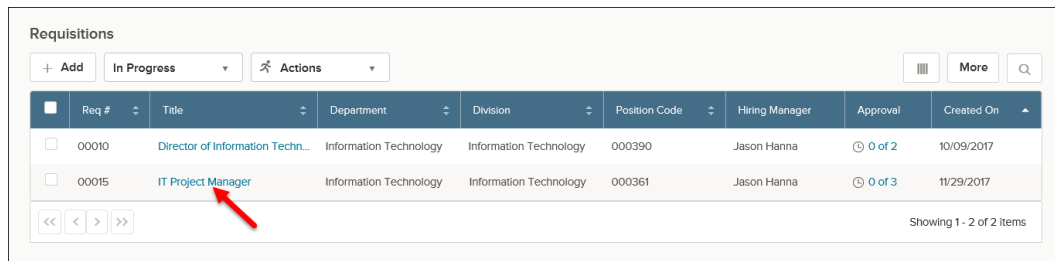 Requisitions
+ Add In Progress Actions More
Req # Title Department Division Position Code Hiring Manager Approval Created On
00010 Director of Information Techn... Information Technology Information Technology 000390 Jason Hanna 0 of 2 10/09/2017
00015 IT Project Manager Information Technology Information Technology 000361 Jason Hanna 0 of 3 11/29/2017
<< < > >> Showing 1 - 2 of 2 items